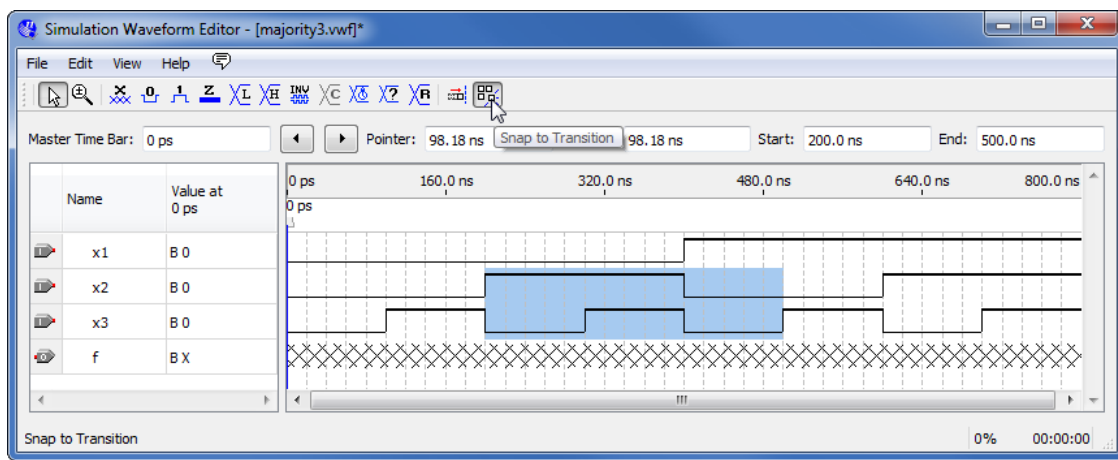 Simulation Waveform Editor - [majority3.vwf]*
File Edit View Help
Master Time Bar: 0 ps Pointer: 98.18 ns Snap to Transition 98.18 ns Start: 200.0 ns End: 500.0 ns
Name Value at 0 ps
0 ps 160.0 ns 320.0 ns 480.0 ns 640.0 ns 800.0 ns
0 ps
x1 B 0
x2 B 0
x3 B 0
f B X
Snap to Transition 0% 00:00:00